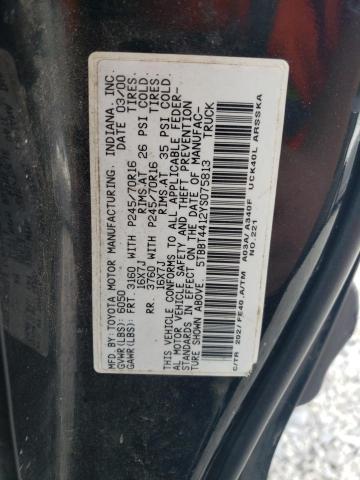 MFD.BY:TOYOTA MOTOR MANUFACTURING, INDIANA, INC.
GVWR(LBS): 6050 DATE 03/00
GAWR(LBS):
FRT. 3160 WITH P245/70R16 TIRES,
16X7J RIMS,AT 26 PSI COLD.
RR. 3760 WITH P245/70R16 TIRES,
16X7J RIMS,AT 35 PSI COLD.
THIS VEHICLE CONFORMS TO ALL APPLICABLE FEDER-
AL MOTOR VEHICLE SAFETY AND THEFT PREVENTION
STANDARDS IN EFFECT ON THE DATE OF MANUFAC-
TURE SHOWN ABOVE. TRUCK
5TBBT4412YS075813
C/TR 202/FE40.A/TM A03A/A340F UCK40L ARSSKA
NO.221